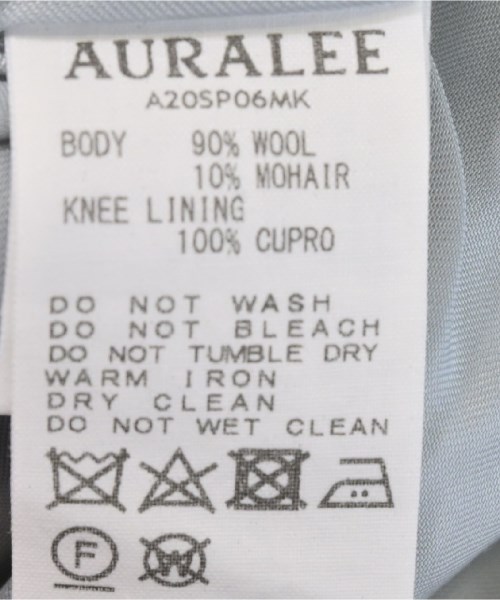 AURALEE
A20SP06MK
BODY 90% WOOL
10% MOHAIR
KNEE LINING
100% CUPRO
DO NOT WASH
DO NOT BLEACH
DO NOT TUMBLE DRY
WARM IRON
DRY CLEAN
DO NOT WET CLEAN
F W